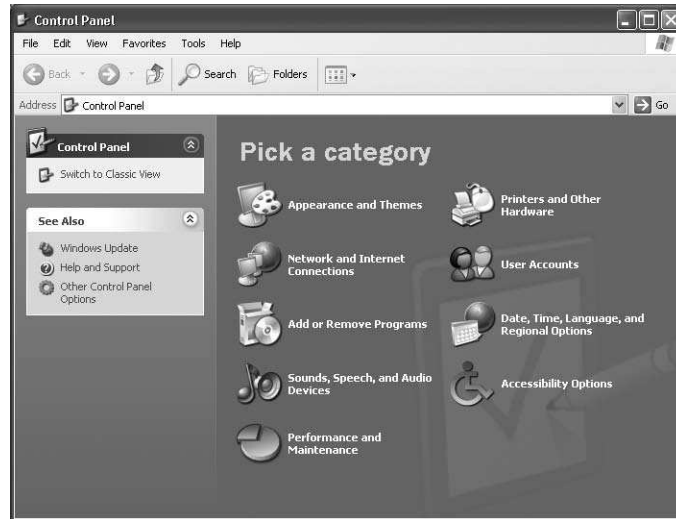 Control Panel
File Edit View Favorites Tools Help
Back Search Folders
Address Control Panel Go
Control Panel
Switch to Classic View
See Also
Windows Update
Help and Support
Other Control Panel
Options
Pick a category
Appearance and Themes
Printers and Other
Hardware
Network and Internet
Connections
User Accounts
Add or Remove Programs
Date, Time, Language, and
Regional Options
Sounds, Speech, and Audio
Devices
Accessibility Options
Performance and
Maintenance